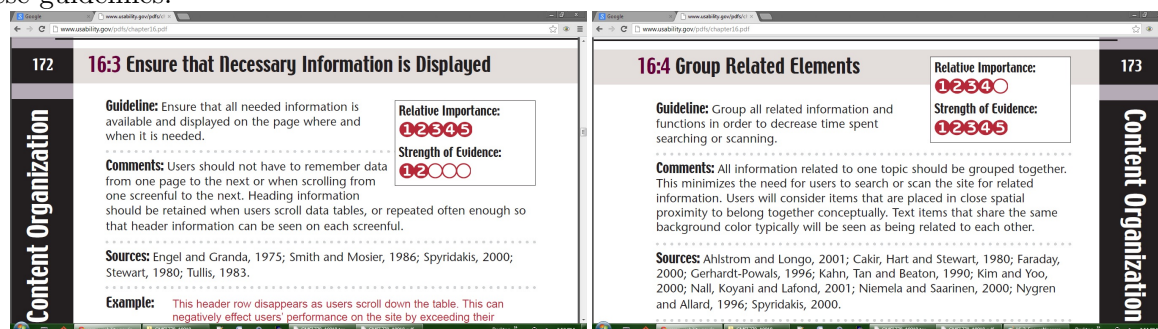 these guidelines.
Google
www.usability.gov/pdfs/c
www.usability.gov/pdfs/chapter16.pdf
172
16:3 Ensure that Necessary Information is Displayed
Content Organization
Guideline: Ensure that all needed information is
available and displayed on the page where and
when it is needed.
Relative Importance:
12345
Strength of Evidence:
12
Comments: Users should not have to remember data
from one page to the next or when scrolling from
one screenful to the next. Heading information
should be retained when users scroll data tables, or repeated often enough so
that header information can be seen on each screenful.
Sources: Engel and Granda, 1975; Smith and Mosier, 1986; Spyridakis, 2000;
Stewart, 1980; Tullis, 1983.
Example: This header row disappears as users scroll down the table. This can
negatively effect users' performance on the site by exceeding their
Google
www.usability.gov/pdfs/c
www.usability.gov/pdfs/chapter16.pdf
16:4 Group Related Elements
173
Content Organization
Relative Importance:
1234
Strength of Evidence:
12345
Guideline: Group all related information and
functions in order to decrease time spent
searching or scanning.
Comments: All information related to one topic should be grouped together.
This minimizes the need for users to search or scan the site for related
information. Users will consider items that are placed in close spatial
proximity to belong together conceptually. Text items that share the same
background color typically will be seen as being related to each other.
Sources: Ahlstrom and Longo, 2001; Cakir, Hart and Stewart, 1980; Faraday,
2000; Gerhardt-Powals, 1996; Kahn, Tan and Beaton, 1990; Kim and Yoo,
2000; Nall, Koyani and Lafond, 2001; Niemela and Saarinen, 2000; Nygren
and Allard, 1996; Spyridakis, 2000.